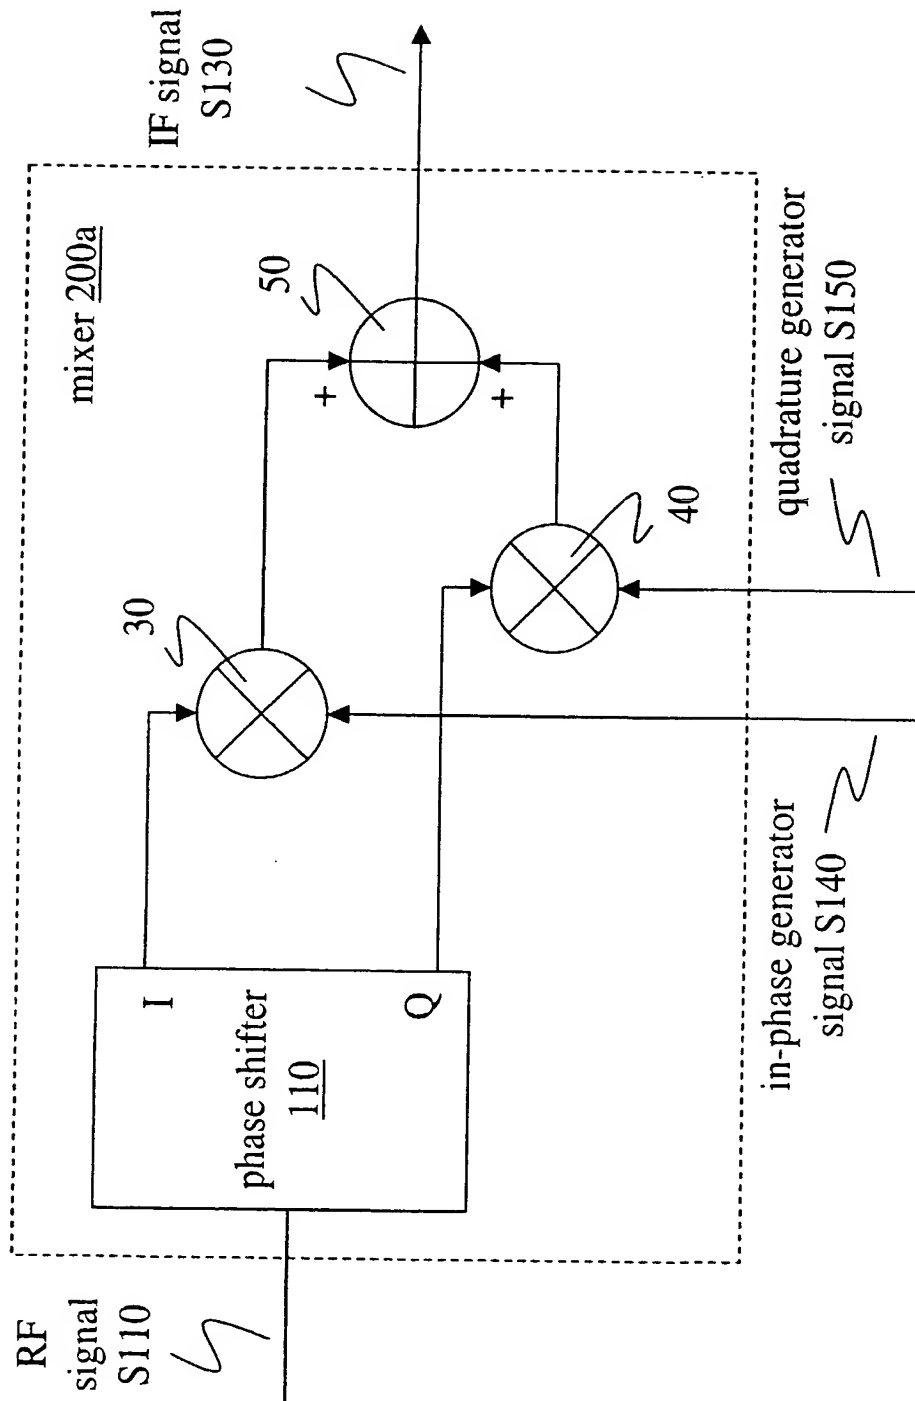 RF
signal
S110
mixer 200a
phase shifter
110
I
Q
30
40
50
+
+
IF signal
S130
in-phase generator
signal S140
quadrature generator
signal S150